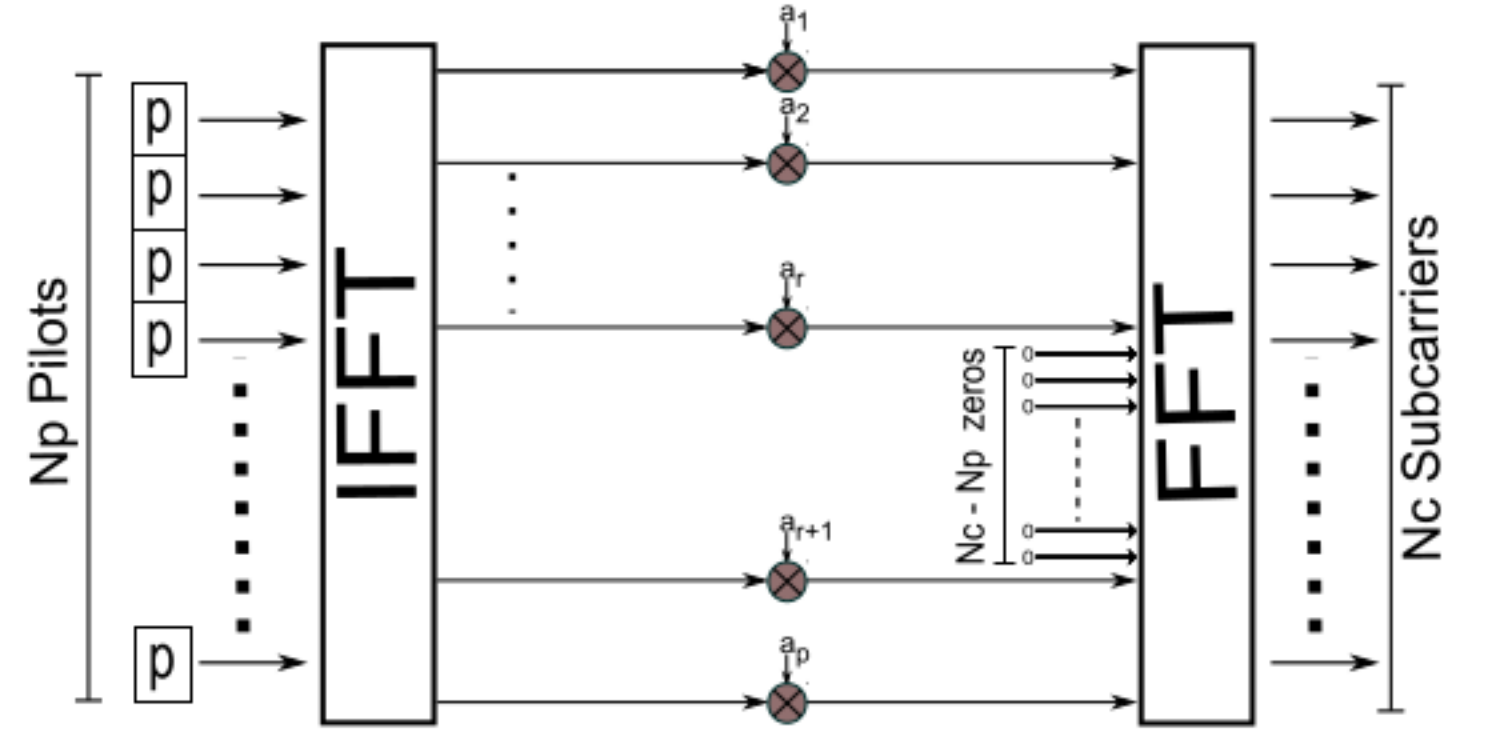 Np Pilots
p
p
p
p
p
IFFT
a1
a2
ar
ar+1
ap
Nc - Np zeros
0
0
0
0
0
FFT
Nc Subcarriers